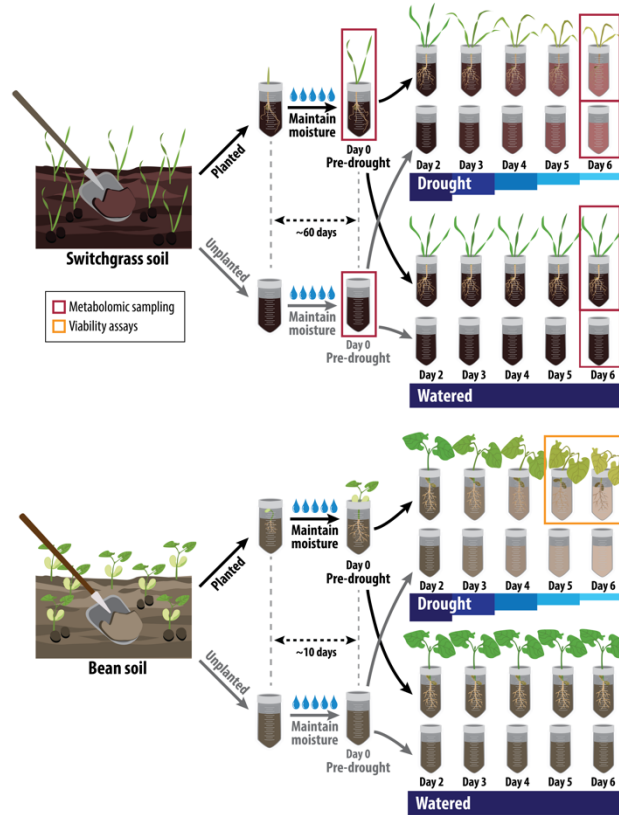 Planted
Maintain
moisture
Day 0
Pre-drought
Day 2
Day 3
Day 4
Day 5
Day 6
Drought
~60 days
Switchgrass soil
Unplanted
Maintain
moisture
Day 0
Pre-drought
Metabolomic sampling
Viability assays
Day 2
Day 3
Day 4
Day 5
Day 6
Watered
Planted
Maintain
moisture
Day 0
Pre-drought
Day 2
Day 3
Day 4
Day 5
Day 6
Drought
~10 days
Bean soil
Unplanted
Maintain
moisture
Day 0
Pre-drought
Day 2
Day 3
Day 4
Day 5
Day 6
Watered